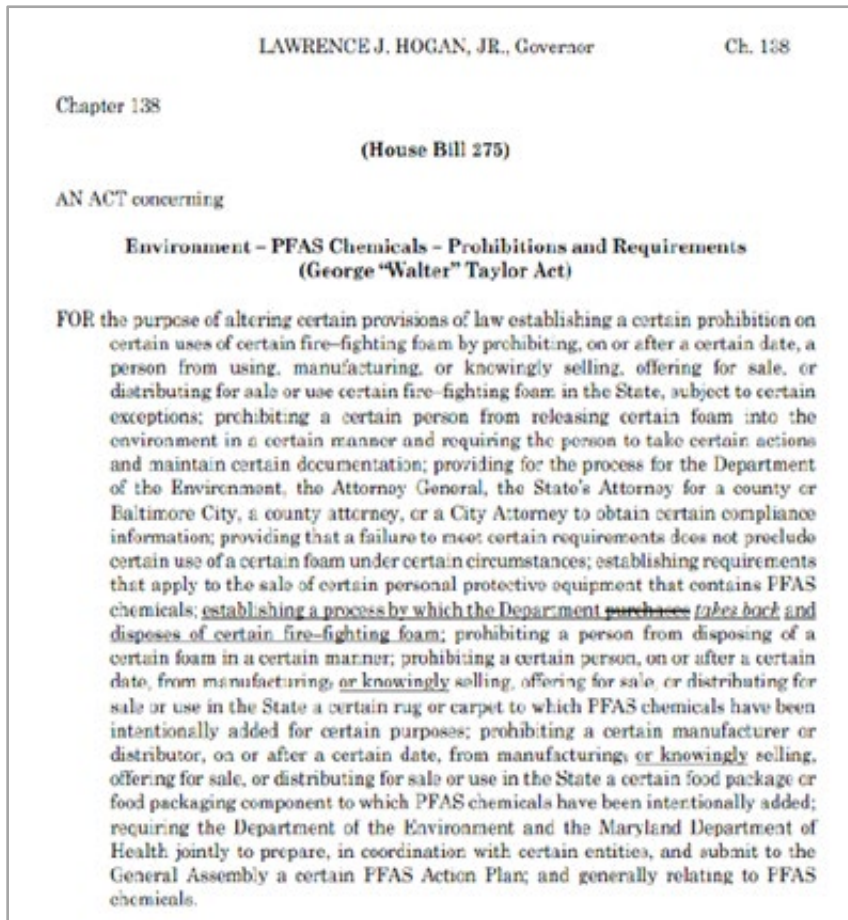 LAWRENCE J. HOGAN, JR., Governor Ch. 138
Chapter 138
(House Bill 275)
AN ACT concerning
Environment – PFAS Chemicals – Prohibitions and Requirements
(George “Walter” Taylor Act)
FOR the purpose of altering certain provisions of law establishing a certain prohibition on
certain uses of certain fire–fighting foam by prohibiting, on or after a certain date, a
person from using, manufacturing, or knowingly selling, offering for sale, or
distributing for sale or use certain fire–fighting foam in the State, subject to certain
exceptions; prohibiting a certain person from releasing certain foam into the
environment in a certain manner and requiring the person to take certain actions
and maintain certain documentation; providing for the process for the Department
of the Environment, the Attorney General, the State’s Attorney for a county or
Baltimore City, a county attorney, or a City Attorney to obtain certain compliance
information; providing that a failure to meet certain requirements does not preclude
certain use of a certain foam under certain circumstances; establishing requirements
that apply to the sale of certain personal protective equipment that contains PFAS
chemicals; establishing a process by which the Department purchases takes back and
disposes of certain fire–fighting foam; prohibiting a person from disposing of a
certain foam in a certain manner; prohibiting a certain person, on or after a certain
date, from manufacturing, or knowingly selling, offering for sale, or distributing for
sale or use in the State a certain rug or carpet to which PFAS chemicals have been
intentionally added for certain purposes; prohibiting a certain manufacturer or
distributor, on or after a certain date, from manufacturing, or knowingly selling,
offering for sale, or distributing for sale or use in the State a certain food package or
food packaging component to which PFAS chemicals have been intentionally added;
requiring the Department of the Environment and the Maryland Department of
Health jointly to prepare, in coordination with certain entities, and submit to the
General Assembly a certain PFAS Action Plan; and generally relating to PFAS
chemicals.